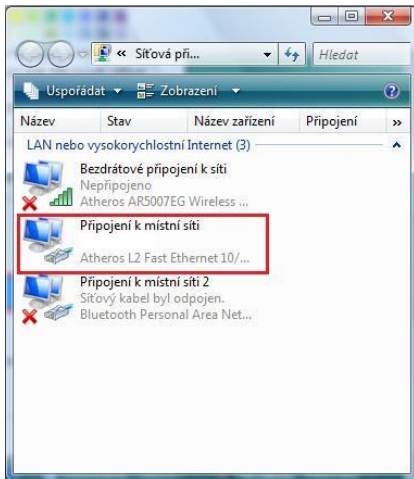 « Síťová při...
Hledat
Uspořádat
Zobrazení
?
Název Stav Název zařízení Připojení »
LAN nebo vysokorychlostní Internet (3)
Bezdrátové připojení k síti
Nepřipojeno
Atheros AR5007EG Wireless ...
Připojení k místní síti
Atheros L2 Fast Ethernet 10/...
Připojení k místní síti 2
Síťový kabel byl odpojen.
Bluetooth Personal Area Net...